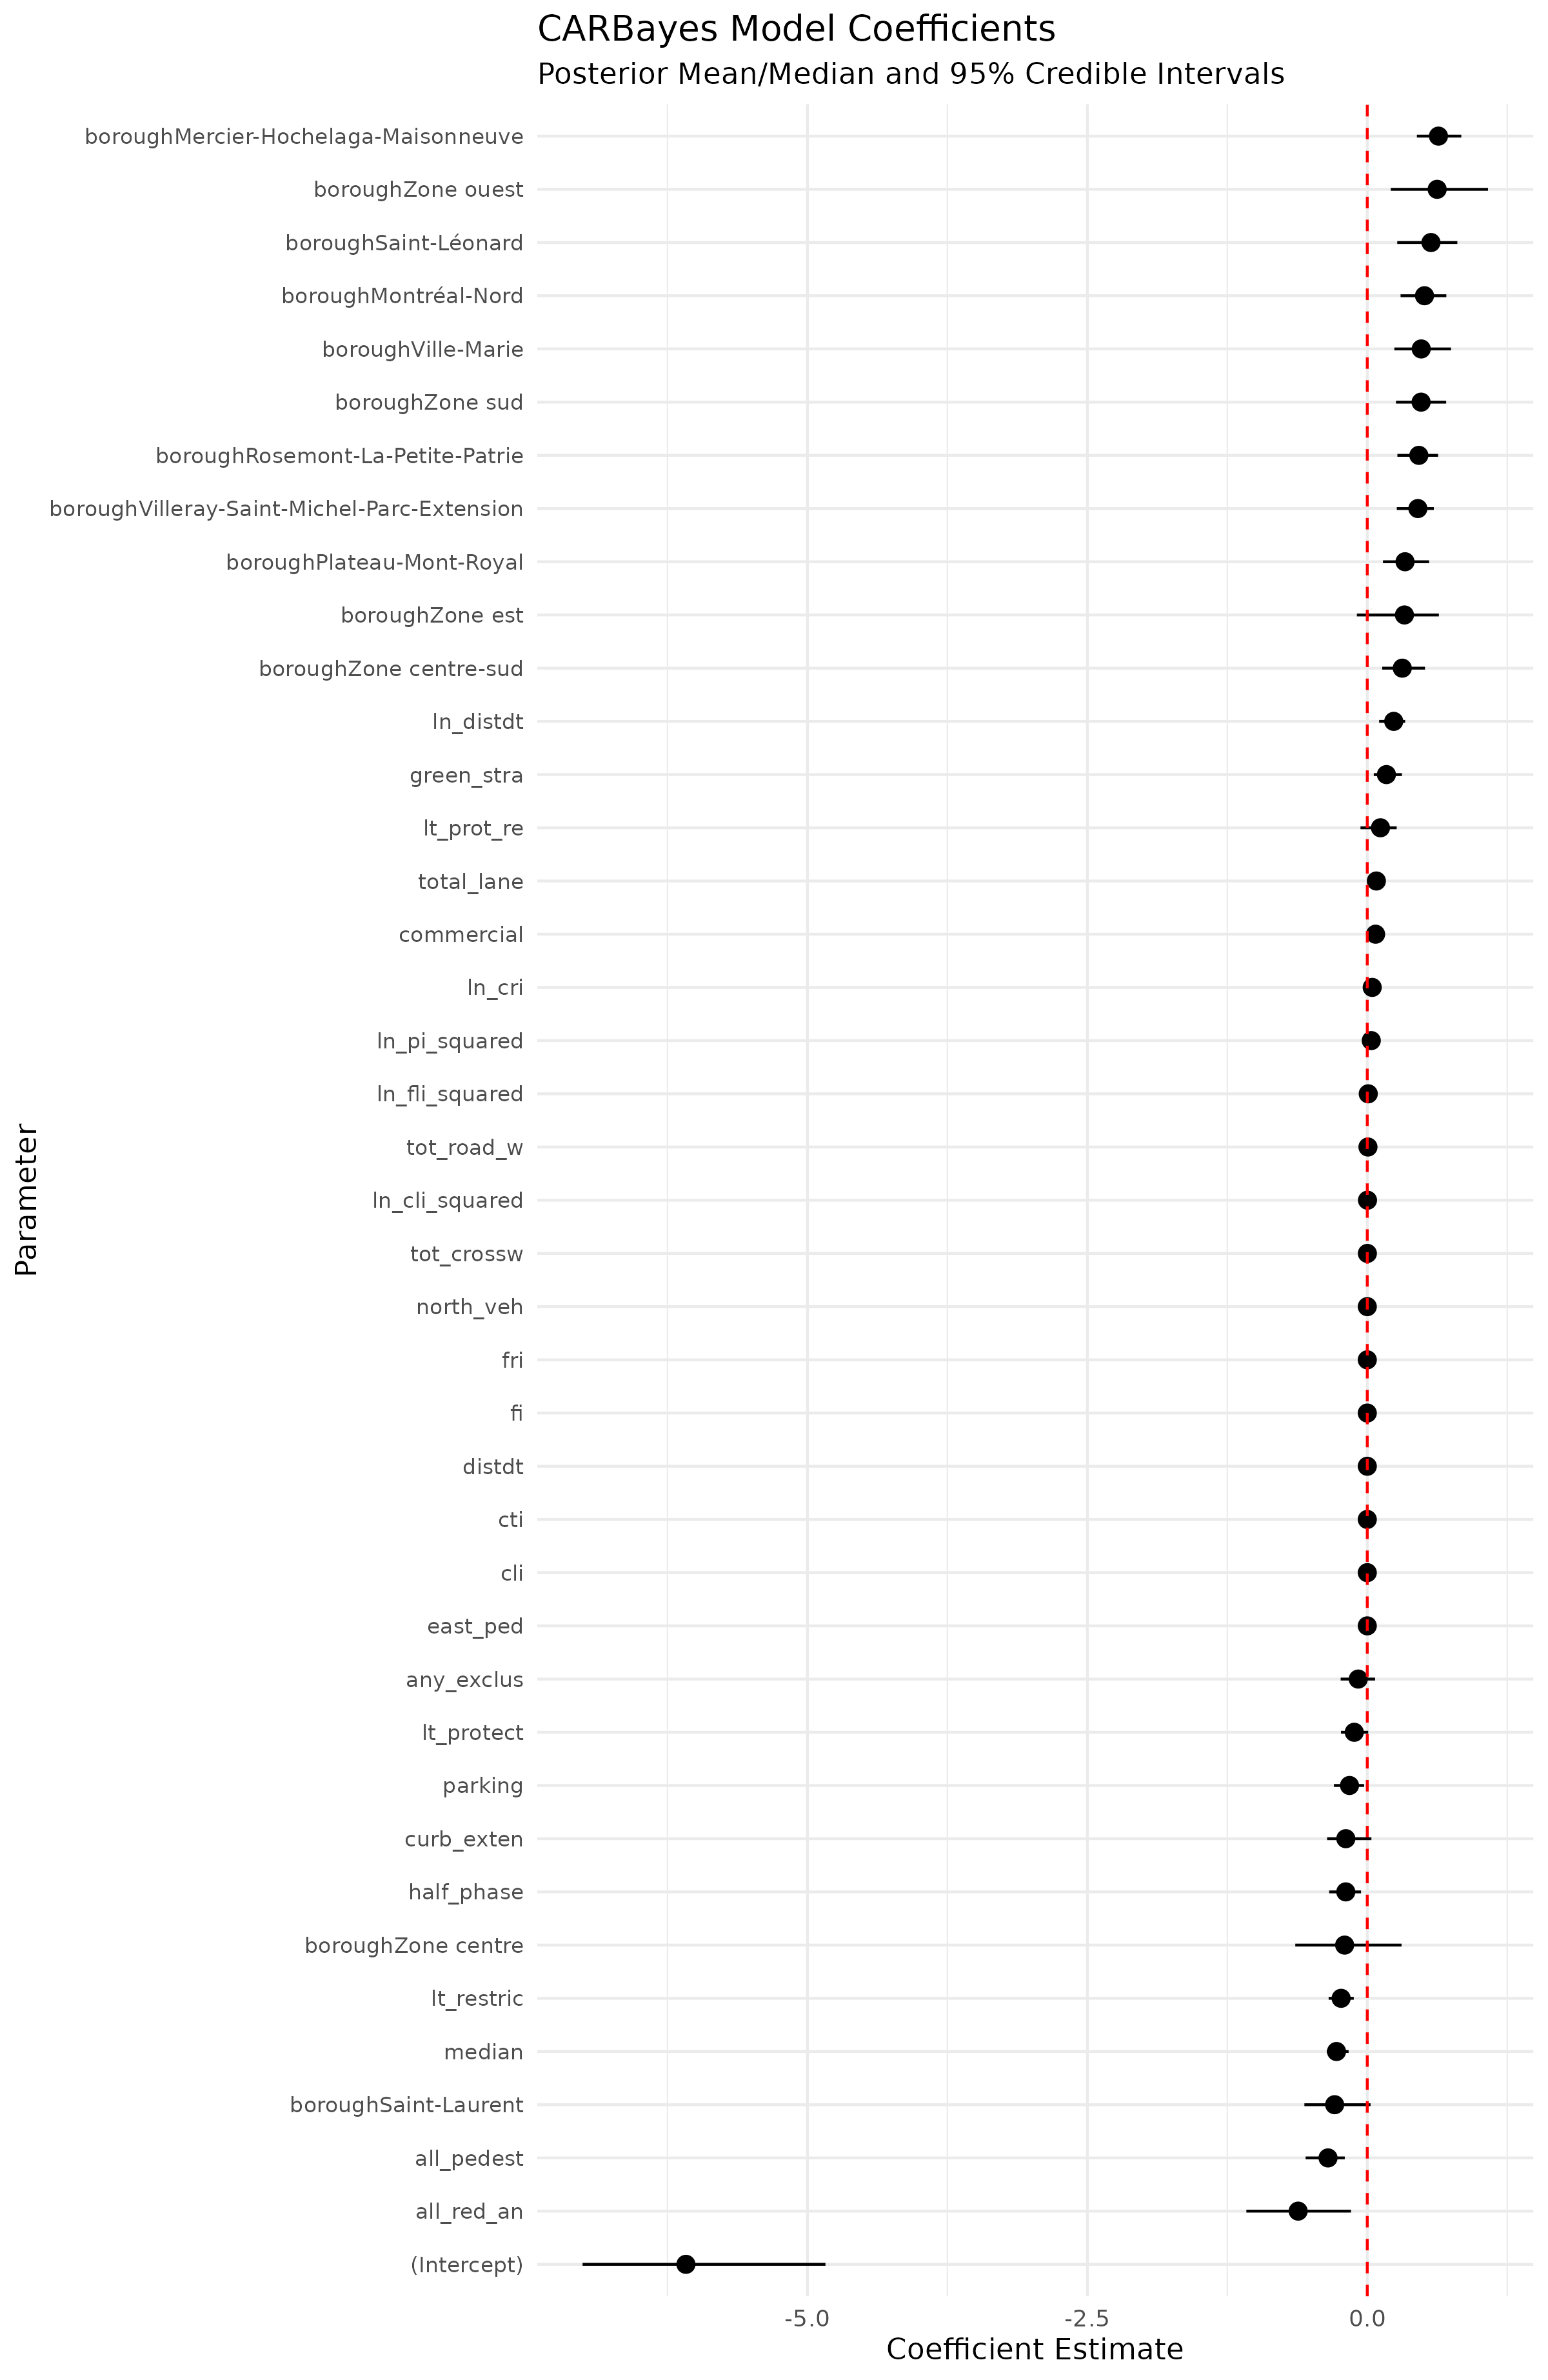 CARBayes Model Coefficients
Posterior Mean/Median and 95% Credible Intervals
boroughMercier-Hochelaga-Maisonneuve
boroughZone ouest
boroughSaint-Léonard
boroughMontréal-Nord
boroughVille-Marie
boroughZone sud
boroughRosemont-La-Petite-Patrie
boroughVilleray-Saint-Michel-Parc-Extension
boroughPlateau-Mont-Royal
boroughZone est
boroughZone centre-sud
ln_distdt
green_stra
lt_prot_re
total_lane
commercial
ln_cri
ln_pi_squared
ln_fli_squared
tot_road_w
ln_cli_squared
tot_crossw
north_veh
fri
fi
distdt
cti
cli
east_ped
any_exclus
lt_protect
parking
curb_exten
half_phase
boroughZone centre
lt_restric
median
boroughSaint-Laurent
all_pedest
all_red_an
(Intercept)
Parameter
-5.0
-2.5
0.0
Coefficient Estimate